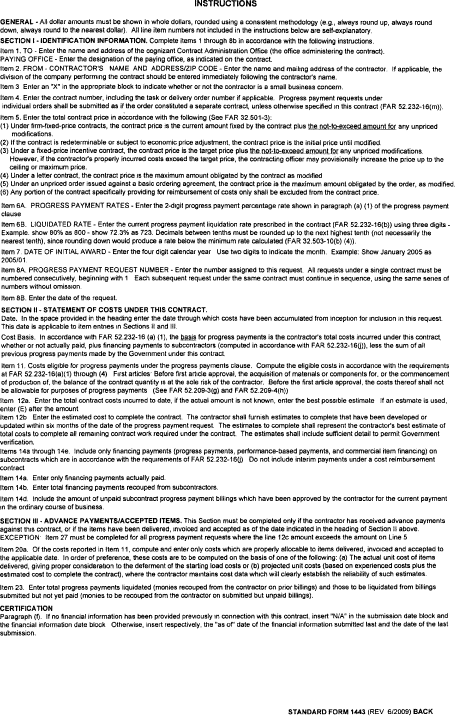 INSTRUCTIONS
GENERAL - All dollar amounts must be shown in whole dollars, rounded using a consistent methodology (e.g., always round up, always round
down, always round to the nearest dollar). All line item numbers not included in the instructions below are self-explanatory.
SECTION I - IDENTIFICATION INFORMATION. Complete Items 1 through 8b in accordance with the following instructions.
Item 1. TO - Enter the name and address of the cognizant Contract Administration Office (the office administering the contract).
PAYING OFFICE - Enter the designation of the paying office, as indicated on the contract.
Item 2. FROM - CONTRACTOR'S NAME AND ADDRESS/ZIP CODE - Enter the name and mailing address of the contractor. If applicable, the
division of the company performing the contract should be entered immediately following the contractor's name.
Item 3 Enter an "X" in the appropriate block to indicate whether or not the contractor is a small business concern.
Item 4. Enter the contract number, including the task or delivery order number if applicable. Progress payment requests under
individual orders shall be submitted as if the order constituted a separate contract, unless otherwise specified in this contract (FAR 52.232-16(m)).
Item 5. Enter the total contract price in accordance with the following (See FAR 32.501-3):
(1) Under firm-fixed-price contracts, the contract price is the current amount fixed by the contract plus the not-to-exceed amount for any unpriced
modifications.
(2) If the contract is redeterminable or subject to economic price adjustment, the contract price is the initial price until modified
(3) Under a fixed-price incentive contract, the contract price is the target price plus the not-to-exceed amount for any unpriced modifications.
However, if the contractor's properly incurred costs exceed the target price, the contracting officer may provisionally increase the price up to the
ceiling or maximum price.
(4) Under a letter contract, the contract price is the maximum amount obligated by the contract as modified
(5) Under an unpriced order issued against a basic ordering agreement, the contract price is the maximum amount obligated by the order, as modified.
(6) Any portion of the contract specifically providing for reimbursement of costs only shall be excluded from the contract price.
Item 6A. PROGRESS PAYMENT RATES - Enter the 2-digit progress payment percentage rate shown in paragraph (a) (1) of the progress payment
clause
Item 6B. LIQUIDATED RATE - Enter the current progress payment liquidation rate prescribed in the contract (FAR 52.232-16(b)) using three digits -
Example. show 80% as 800 - show 72.3% as 723. Decimals between tenths must be rounded up to the next highest tenth (not necessarily the
nearest tenth), since rounding down would produce a rate below the minimum rate calculated (FAR 32.503-10(b) (4)).
Item 7 DATE OF INITIAL AWARD - Enter the four digit calendar year Use two digits to indicate the month. Example: Show January 2005 as
2005/01
Item 8A. PROGRESS PAYMENT REQUEST NUMBER - Enter the number assigned to this request. All requests under a single contract must be
numbered consecutively, beginning with 1 Each subsequent request under the same contract must continue in sequence, using the same series of
numbers without omission.
Item 8B. Enter the date of the request.
SECTION II - STATEMENT OF COSTS UNDER THIS CONTRACT.
Date. In the space provided in the heading enter the date through which costs have been accumulated from inception for inclusion in this request.
This date is applicable to item entries in Sections II and III.
Cost Basis. In accordance with FAR 52.232-16 (a) (1), the basis for progress payments is the contractor's total costs incurred under this contract,
whether or not actually paid, plus financing payments to subcontractors (computed in accordance with FAR 52.232-16(j)), less the sum of all
previous progress payments made by the Government under this contract.
Item 11. Costs eligible for progress payments under the progress payments clause. Compute the eligible costs in accordance with the requirements
at FAR 52.232-16(a)(1) through (4) First articles: Before first article approval, the acquisition of materials or components for, or the commencement
of production of, the balance of the contract quantity is at the sole risk of the contractor. Before the first article approval, the costs thereof shall not
be allowable for purposes of progress payments (See FAR 52.209-3(g) and FAR 52.209-4(h))
Item 12a. Enter the total contract costs incurred to date, if the actual amount is not known, enter the best possible estimate If an estimate is used,
enter (E) after the amount
Item 12b Enter the estimated cost to complete the contract. The contractor shall furnish estimates to complete that have been developed or
updated within six months of the date of the progress payment request. The estimates to complete shall represent the contractor's best estimate of
total costs to complete all remaining contract work required under the contract. The estimates shall include sufficient detail to permit Government
verification.
Items 14a through 14e. Include only financing payments (progress payments, performance-based payments, and commercial item financing) on
subcontracts which are in accordance with the requirements of FAR 52 232-16(j) Do not include interim payments under a cost reimbursement
contract
Item 14a. Enter only financing payments actually paid.
Item 14b. Enter total financing payments recouped from subcontractors.
Item 14d. Include the amount of unpaid subcontract progress payment billings which have been approved by the contractor for the current payment
in the ordinary course of business.
SECTION III - ADVANCE PAYMENTS/ACCEPTED ITEMS. This Section must be completed only if the contractor has received advance payments
against this contract, or if the items have been delivered, invoiced and accepted as of the date indicated in the heading of Section II above.
EXCEPTION: Item 27 must be completed for all progress payment requests where the line 12c amount exceeds the amount on Line 5
Item 20a. Of the costs reported in Item 11, compute and enter only costs which are properly allocable to items delivered, invoiced and accepted to
the applicable date. In order of preference, these costs are to be computed on the basis of one of the following: (a) The actual unit cost of items
delivered, giving proper consideration to the deferment of the starting load costs or (b) projected unit costs (based on experienced costs plus the
estimated cost to complete the contract), where the contractor maintains cost data which will clearly establish the reliability of such estimates.
Item 23. Enter total progress payments liquidated (monies recouped from the contractor on prior billings) and those to be liquidated from billings
submitted but not yet paid (monies to be recouped from the contractor on submitted but unpaid billings).
CERTIFICATION
Paragraph (f). If no financial information has been provided previously in connection with this contract, insert "N/A" in the submission date block and
the financial information date block Otherwise, insert respectively, the "as of" date of the financial information submitted last and the date of the last
submission.
STANDARD FORM 1443 (REV 6/2009) BACK